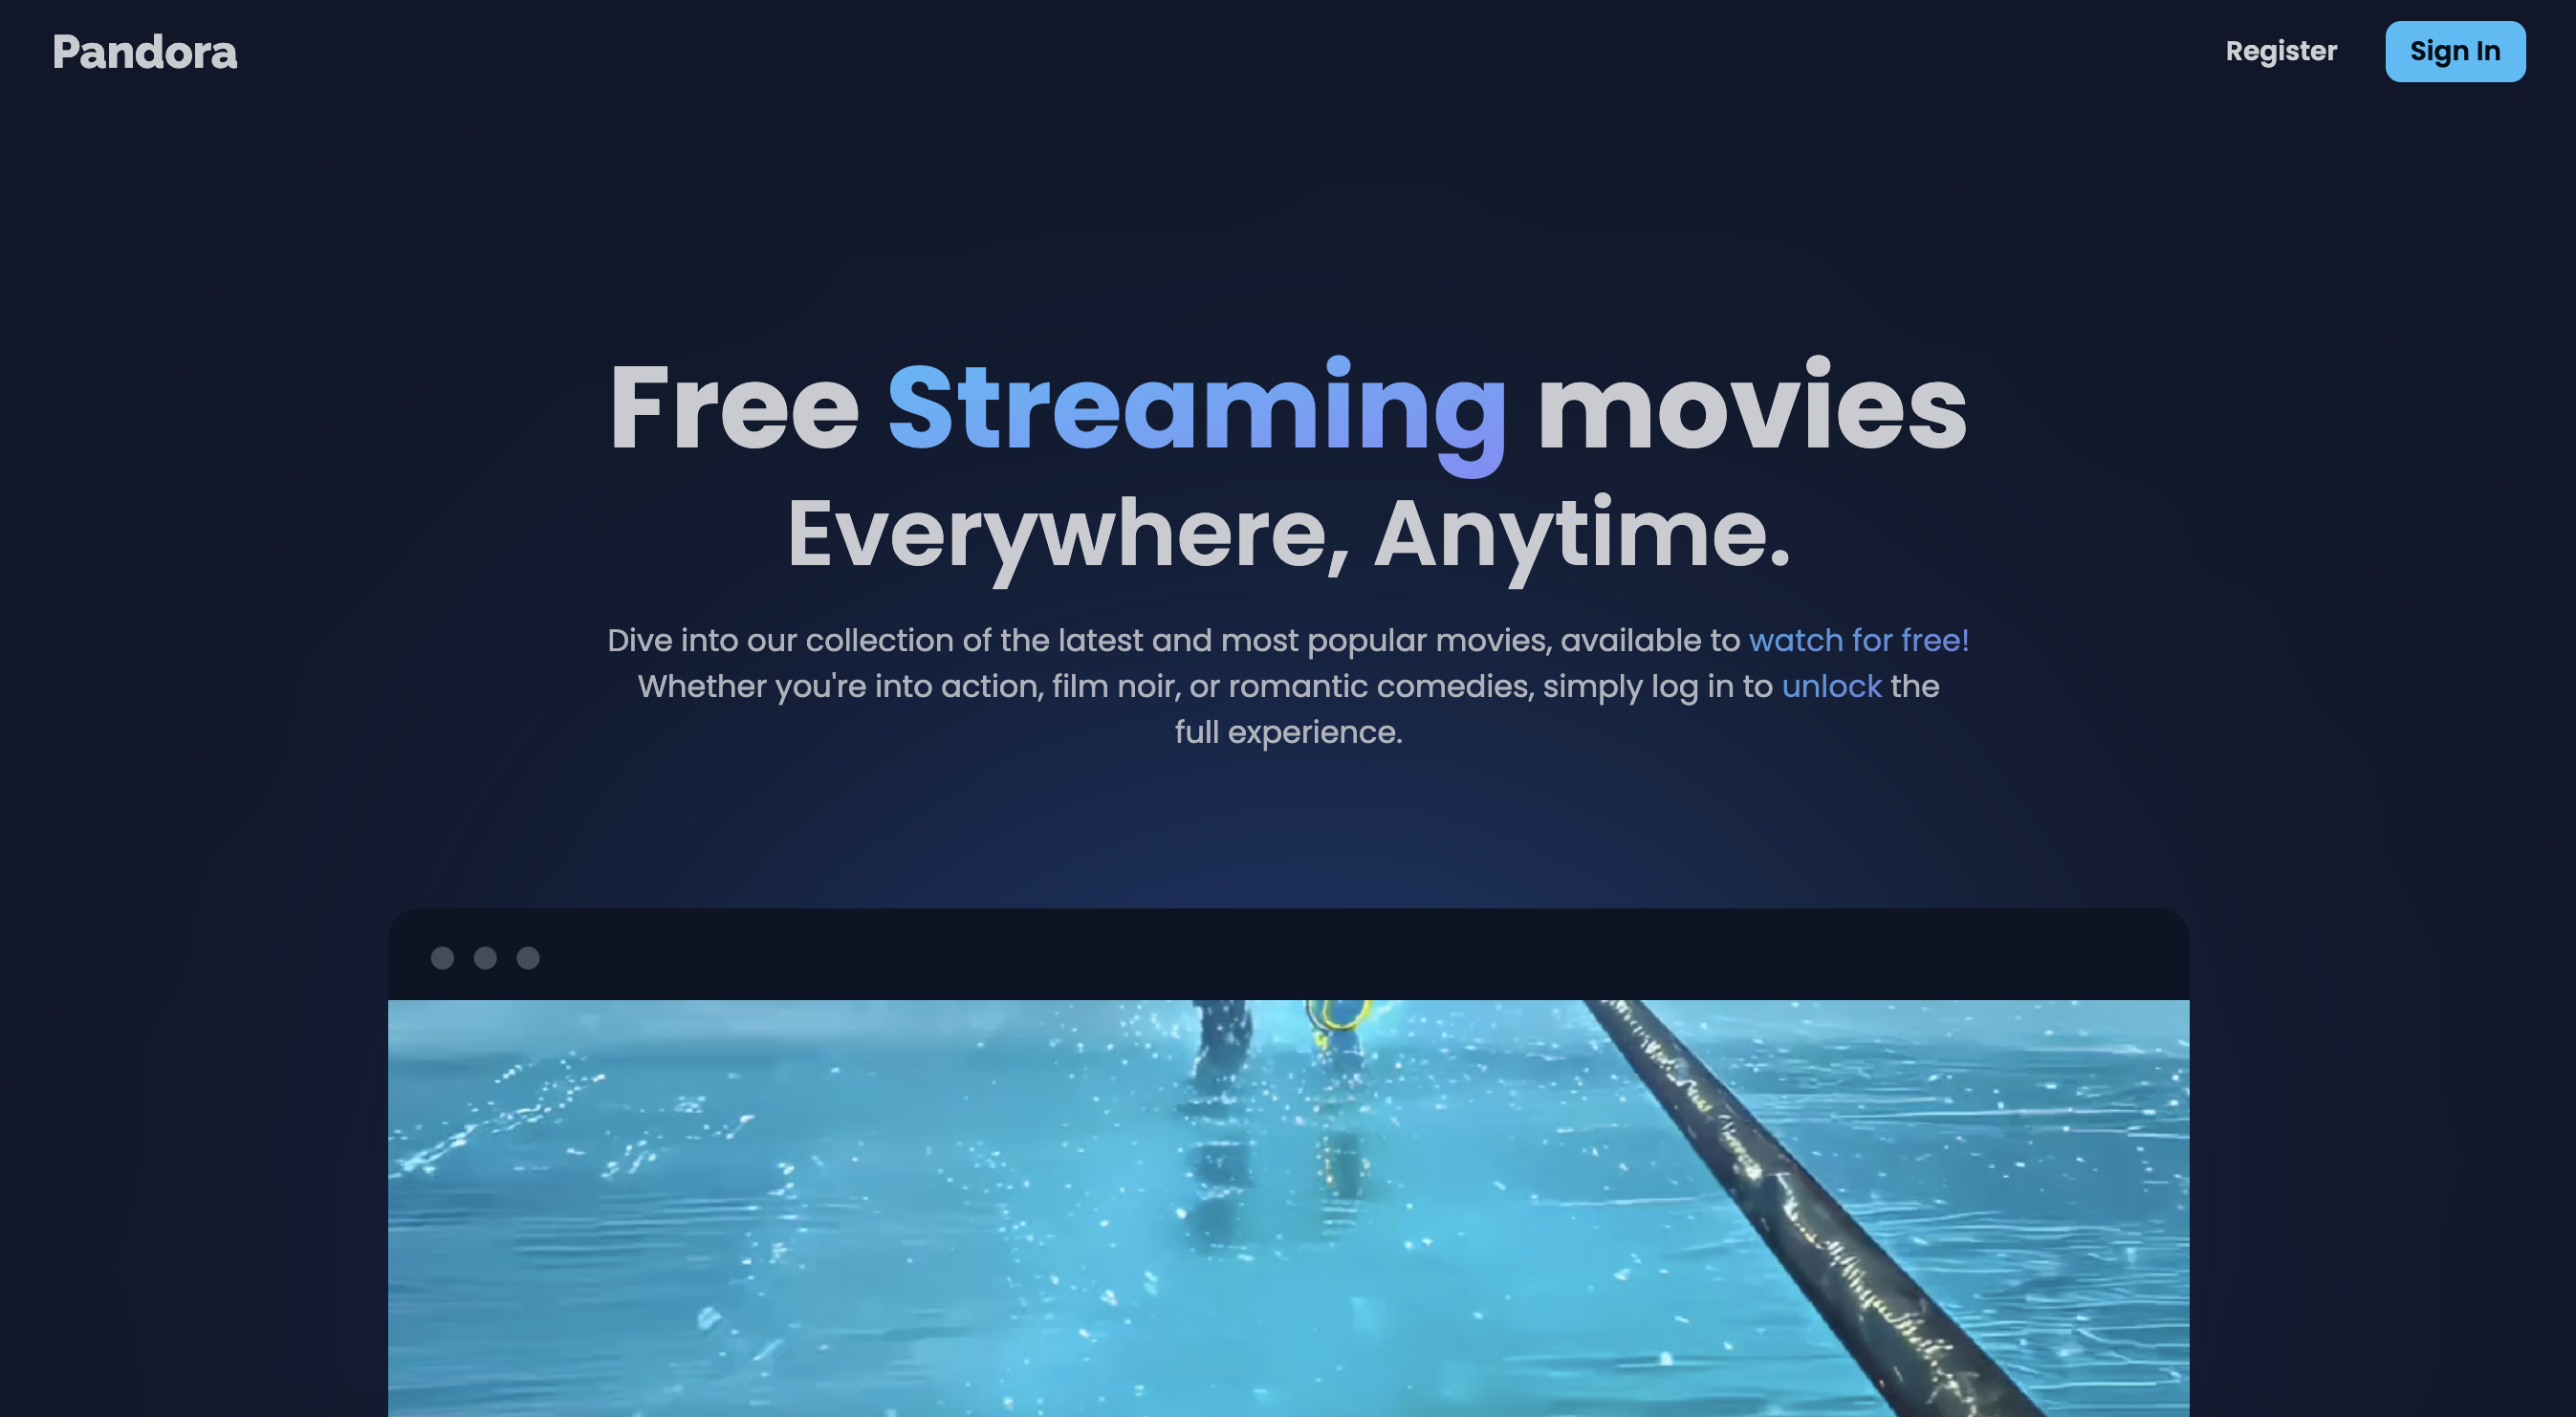 Pandora
Register
Sign In
Free Streaming movies
Everywhere, Anytime.
Dive into our collection of the latest and most popular movies, available to watch for free!
Whether you're into action, film noir, or romantic comedies, simply log in to unlock the
full experience.